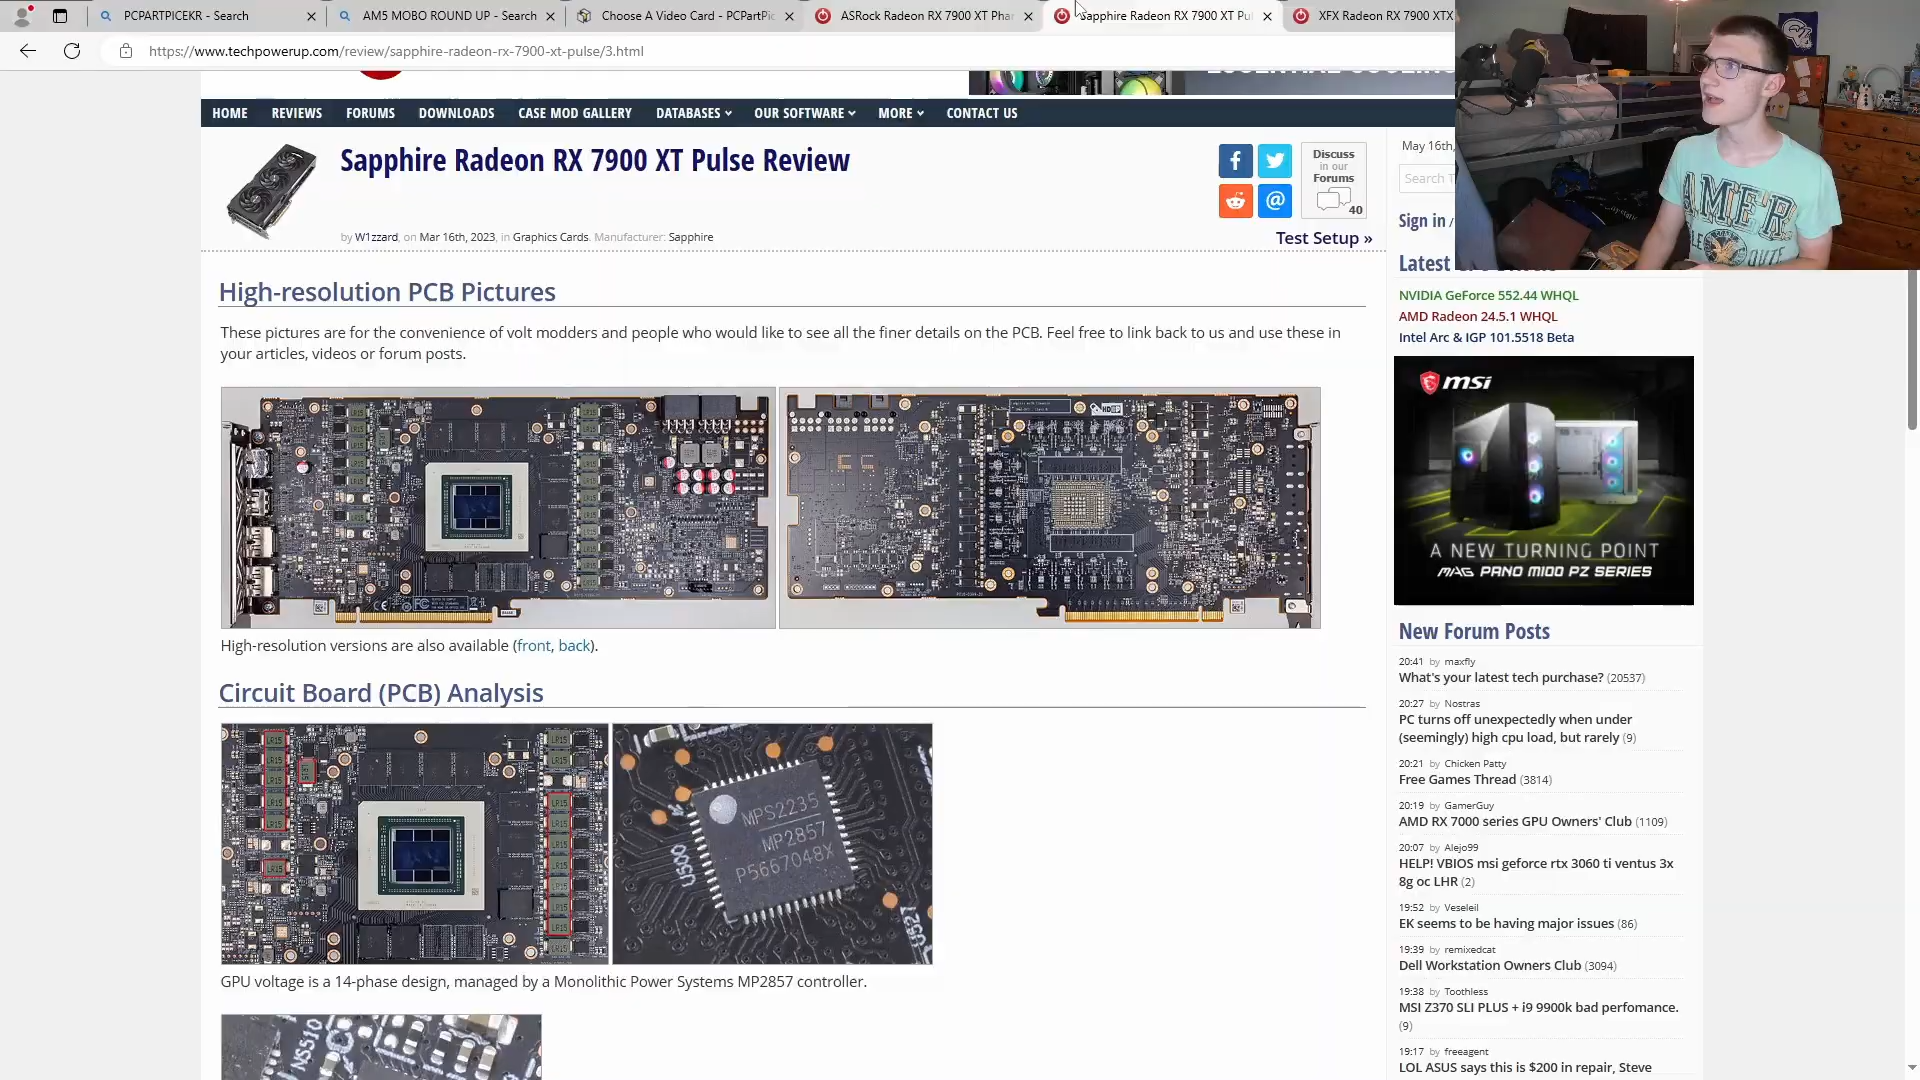 PCPARTPICEKR - Search
AM5 MOBO ROUND UP - Search
Choose A Video Card - PCPartPic
ASRock Radeon RX 7900 XT Phan
Sapphire Radeon RX 7900 XT Pul
XFX Radeon RX 7900 XTX
https://www.techpowerup.com/review/sapphire-radeon-rx-7900-xt-pulse/3.html
HOME REVIEWS FORUMS DOWNLOADS CASE MOD GALLERY DATABASES OUR SOFTWARE MORE CONTACT US
Sapphire Radeon RX 7900 XT Pulse Review
Discuss
in our
Forums
40
by W1zzard, on Mar 16th, 2023, in Graphics Cards. Manufacturer: Sapphire
Test Setup »
High-resolution PCB Pictures
These pictures are for the convenience of volt modders and people who would like to see all the finer details on the PCB. Feel free to link back to us and use these in
your articles, videos or forum posts.
High-resolution versions are also available (front, back).
Circuit Board (PCB) Analysis
MPS2235
MP2857
P5667048X
U500
GPU voltage is a 14-phase design, managed by a Monolithic Power Systems MP2857 controller.
NS510
May 16th,
Search T
Sign in /
Latest
NVIDIA GeForce 552.44 WHQL
AMD Radeon 24.5.1 WHQL
Intel Arc & IGP 101.5518 Beta
msi
A NEW TURNING POINT
MAG PANO M100 PZ SERIES
New Forum Posts
20:41 by maxfly
What's your latest tech purchase? (20537)
20:27 by Nostras
PC turns off unexpectedly when under
(seemingly) high cpu load, but rarely (9)
20:21 by Chicken Patty
Free Games Thread (3814)
20:19 by GamerGuy
AMD RX 7000 series GPU Owners' Club (1109)
20:07 by Alejo99
HELP! VBIOS msi geforce rtx 3060 ti ventus 3x
8g oc LHR (2)
19:52 by Veseleil
EK seems to be having major issues (86)
19:39 by remixedcat
Dell Workstation Owners Club (3094)
19:38 by Toothless
MSI Z370 SLI PLUS + i9 9900k bad perfomance.
(9)
19:17 by freeagent
LOL ASUS says this is $200 in repair, Steve